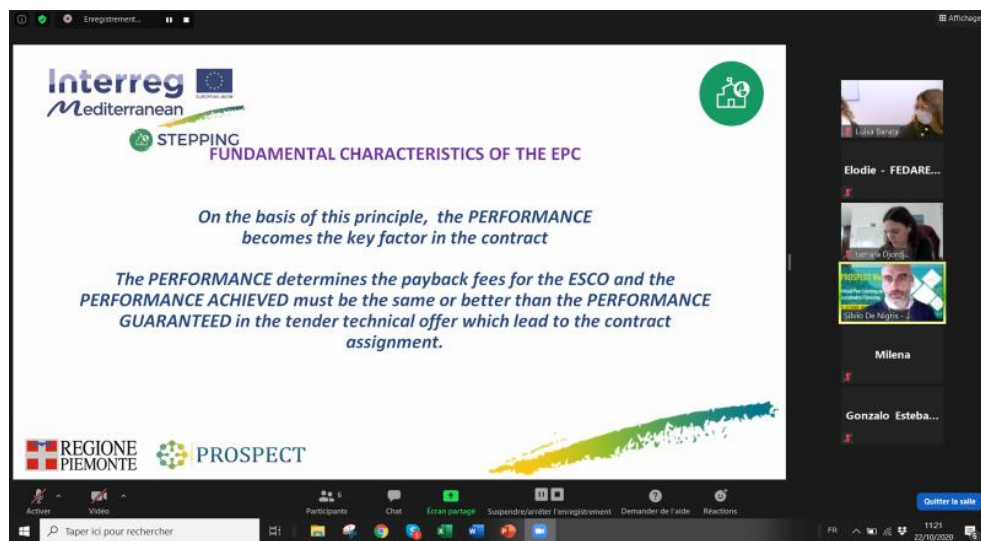 Enregistrement...
Affichage
Interreg
Mediterranean
EUROPEAN UNION
STEPPING
FUNDAMENTAL CHARACTERISTICS OF THE EPC
On the basis of this principle, the PERFORMANCE
becomes the key factor in the contract
The PERFORMANCE determines the payback fees for the ESCO and the
PERFORMANCE ACHIEVED must be the same or better than the PERFORMANCE
GUARANTEED in the tender technical offer which lead to the contract
assignment.
REGIONE
PIEMONTE
PROSPECT
Luisa Barata
Elodie - FEDARE...
tamara Djordj...
Silvio De Nigris - ...
Milena
Gonzalo Esteba...
Activer
Vidéo
6
Participants
Chat
Écran partagé
Suspendre/arrêter l'enregistrement
Demander de l'aide
Réactions
Quitter la salle
Taper ici pour rechercher
FR
11:21
22/10/2020